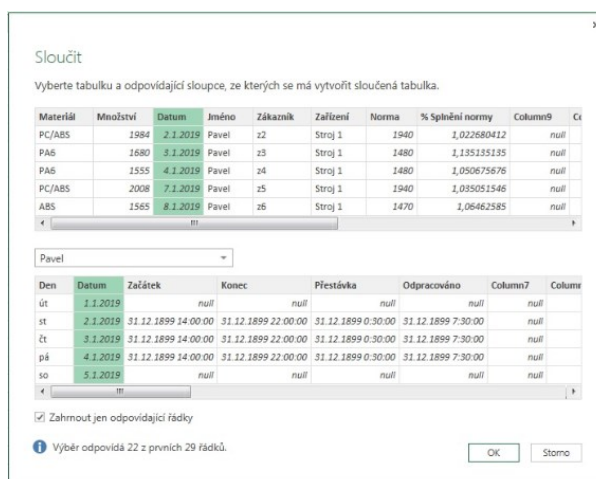 Sloučit
Vyberte tabulku a odpovídající sloupce, ze kterých se má vytvořit sloučená tabulka.
Materiál Množství Datum Jméno Zákazník Zařízení Norma % Splnění normy Column9 Cc
PC/ABS 1984 2.1.2019 Pavel z2 Stroj 1 1940 1,022680412 null
PA6 1680 3.1.2019 Pavel z3 Stroj 1 1480 1,135135135 null
PA6 1555 4.1.2019 Pavel z4 Stroj 1 1480 1,050675676 null
PC/ABS 2008 7.1.2019 Pavel z5 Stroj 1 1940 1,035051546 null
ABS 1565 8.1.2019 Pavel z6 Stroj 1 1470 1,06462585 null
Pavel
Den Datum Začátek Konec Přestávka Odpracováno Column7 Column
út 1.1.2019 null null null null null
st 2.1.2019 31.12.1899 14:00:00 31.12.1899 22:00:00 31.12.1899 0:30:00 31.12.1899 7:30:00 null
čt 3.1.2019 31.12.1899 14:00:00 31.12.1899 22:00:00 31.12.1899 0:30:00 31.12.1899 7:30:00 null
pá 4.1.2019 31.12.1899 14:00:00 31.12.1899 22:00:00 31.12.1899 0:30:00 31.12.1899 7:30:00 null
so 5.1.2019 null null null null null
Zahrnout jen odpovídající řádky
Výběr odpovídá 22 z prvních 29 řádků.
OK Storno